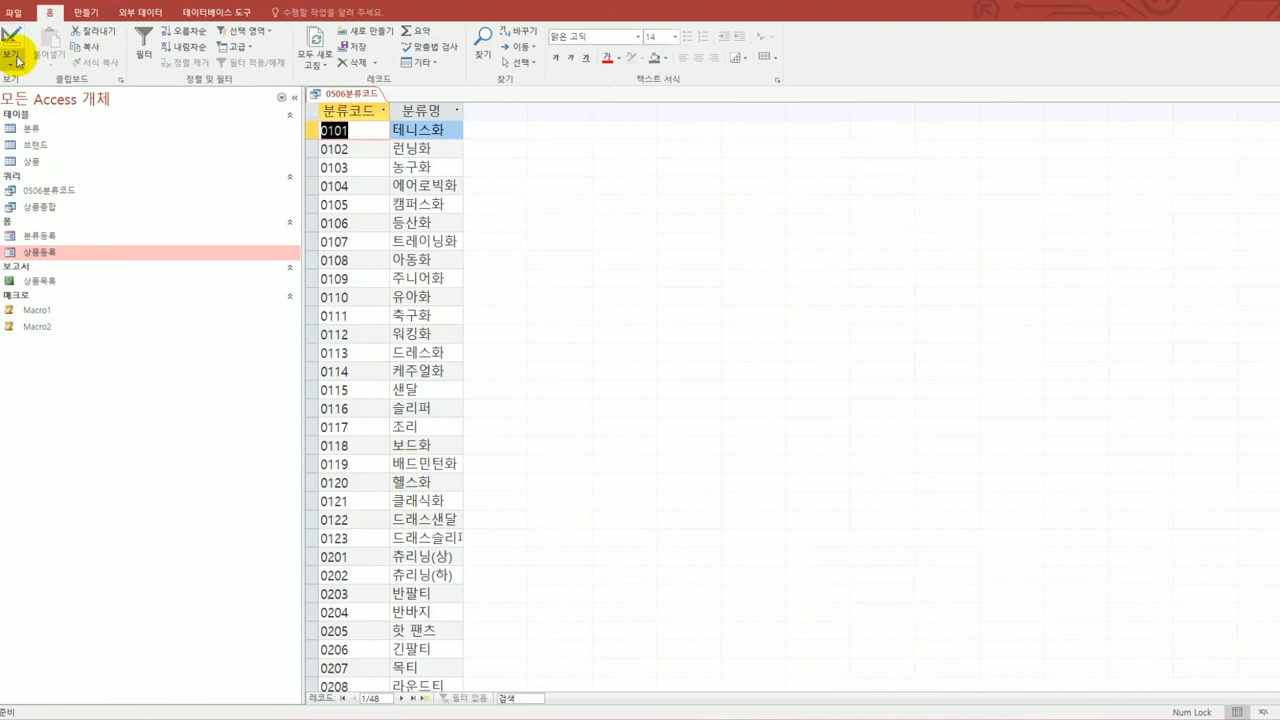 파일 홈 만들기 외부 데이터 데이터베이스 도구 수행할 작업을 알려 주세요.
보기 붙여넣기 잘라내기 복사 서식 복사 필터 오름차순 내림차순 정렬 제거 선택 영역 고급 필터 적용/해제 모두 새로 고침 새로 만들기 저장 삭제 요약 맞춤법 검사 기타 찾기 바꾸기 이동 선택 맑은 고딕 14 가 가 가
보기 클립보드 정렬 및 필터 레코드 찾기 텍스트 서식
모든 Access 개체
테이블
분류
브랜드
상품
쿼리
0506분류코드
상품종합
폼
분류등록
상품등록
보고서
상품목록
매크로
Macro1
Macro2
0506분류코드
분류코드 분류명
0101 테니스화
0102 런닝화
0103 농구화
0104 에어로빅화
0105 캠퍼스화
0106 등산화
0107 트레이닝화
0108 아동화
0109 주니어화
0110 유아화
0111 축구화
0112 워킹화
0113 드레스화
0114 케주얼화
0115 샌달
0116 슬리퍼
0117 조리
0118 보드화
0119 배드민턴화
0120 헬스화
0121 클래식화
0122 드래스샌달
0123 드래스슬리퍼
0201 츄리닝(상)
0202 츄리닝(하)
0203 반팔티
0204 반바지
0205 핫 팬츠
0206 긴팔티
0207 목티
0208 라운드티
레코드: 1/48 필터 없음 검색
준비 Num Lock SQL